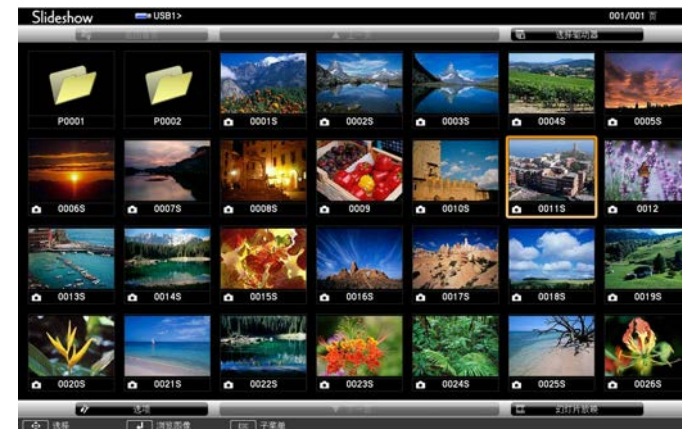 Slideshow USB1> 001/001 页
选择驱动器
P0001 P0002 0001S 0002S 0003S 0004S 0005S
0006S 0007S 0008S 0009 0010S 0011S 0012
0013S 0014S 0015S 0016S 0017S 0018S 0019S
0020S 0021S 0022S 0023S 0024S 0025S 0026S
选项 幻灯片放映
选择 浏览图像 Esc 子菜单